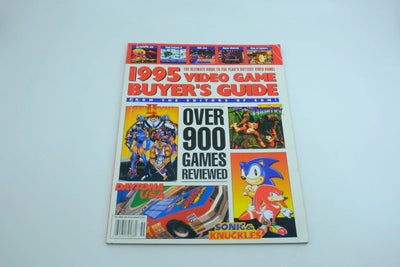 THE ULTIMATE GUIDE TO THE YEAR'S HOTTEST VIDEO GAMES!
1995 VIDEO GAME
BUYER'S GUIDE
FROM THE EDITORS OF EGM!
OVER
900
GAMES
REVIEWED
DAYTONA
USA
SONIC &
KNUCKLES